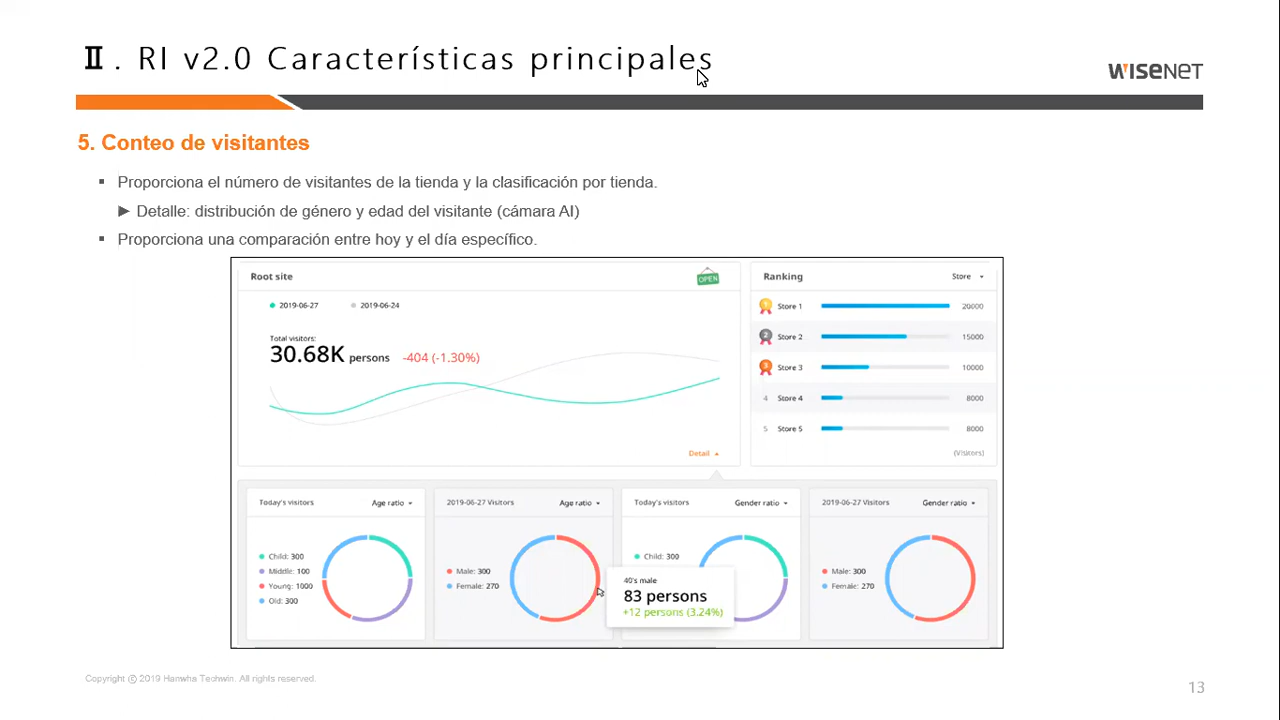 Ⅱ. RI v2.0 Características principales
WISENET
5. Conteo de visitantes
▪ Proporciona el número de visitantes de la tienda y la clasificación por tienda.
► Detalle: distribución de género y edad del visitante (cámara AI)
▪ Proporciona una comparación entre hoy y el día específico.
Root site
OPEN
2019-06-27 2019-06-24
Total visitors:
30.68K persons -404 (-1.30%)
Detail
Ranking Store
1 Store 1 20000
2 Store 2 15000
3 Store 3 10000
4 Store 4 8000
5 Store 5 8000
(Visitors)
Today's visitors Age ratio
Child: 300
Middle: 100
Young: 1000
Old: 300
2019-06-27 Visitors Age ratio
Male: 300
Female: 270
Today's visitors Gender ratio
Child: 300
40's male
83 persons
+12 persons (3.24%)
2019-06-27 Visitors Gender ratio
Male: 300
Female: 270
Copyright ⓒ 2019 Hanwha Techwin. All rights reserved.
13